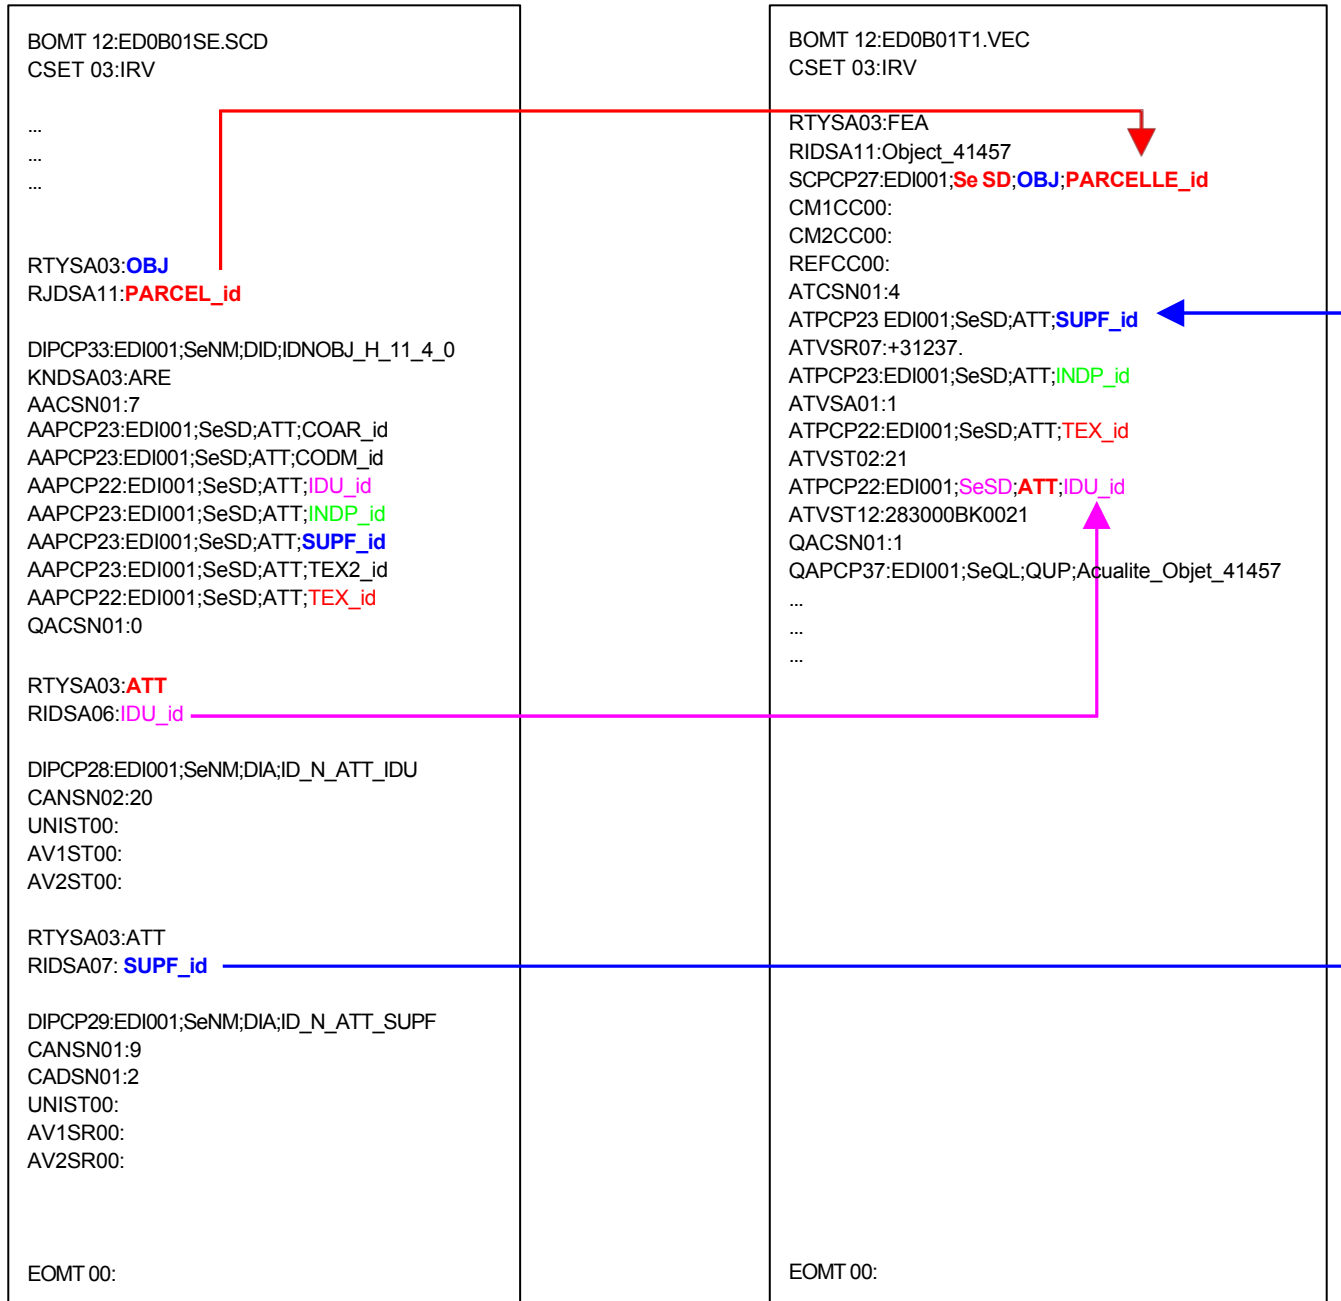 BOMT 12:ED0B01SE.SCD
CSET 03:IRV
...
...
...
RTYSA03:OBJ
RJDSA11:PARCEL_id
DIPCP33:EDI001;SeNM;DID;IDNOBJ_H_11_4_0
KNDSA03:ARE
AACSN01:7
AAPCP23:EDI001;SeSD;ATT;COAR_id
AAPCP23:EDI001;SeSD;ATT;CODM_id
AAPCP22:EDI001;SeSD;ATT;IDU_id
AAPCP23:EDI001;SeSD;ATT;INDP_id
AAPCP23:EDI001;SeSD;ATT;SUPF_id
AAPCP23:EDI001;SeSD;ATT;TEX2_id
AAPCP22:EDI001;SeSD;ATT;TEX_id
QACSN01:0
RTYSA03:ATT
RIDSA06:IDU_id
DIPCP28:EDI001;SeNM;DIA;ID_N_ATT_IDU
CANSN02:20
UNIST00:
AV1ST00:
AV2ST00:
RTYSA03:ATT
RIDSA07: SUPF_id
DIPCP29:EDI001;SeNM;DIA;ID_N_ATT_SUPF
CANSN01:9
CADSN01:2
UNIST00:
AV1SR00:
AV2SR00:
EOMT 00:
BOMT 12:ED0B01T1.VEC
CSET 03:IRV
RTYSA03:FEA
RIDSA11:Object_41457
SCPCP27:EDI001;Se SD;OBJ;PARCELLE_id
CM1CC00:
CM2CC00:
REFCC00:
ATCSN01:4
ATPCP23 EDI001;SeSD;ATT;SUPF_id
ATVSR07:+31237.
ATPCP23:EDI001;SeSD;ATT;INDP_id
ATVSA01:1
ATPCP22:EDI001;SeSD;ATT;TEX_id
ATVST02:21
ATPCP22:EDI001;SeSD;ATT;IDU_id
ATVST12:283000BK0021
QACSN01:1
QAPCP37:EDI001;SeQL;QUP;Acualite_Objet_41457
...
...
...
EOMT 00: